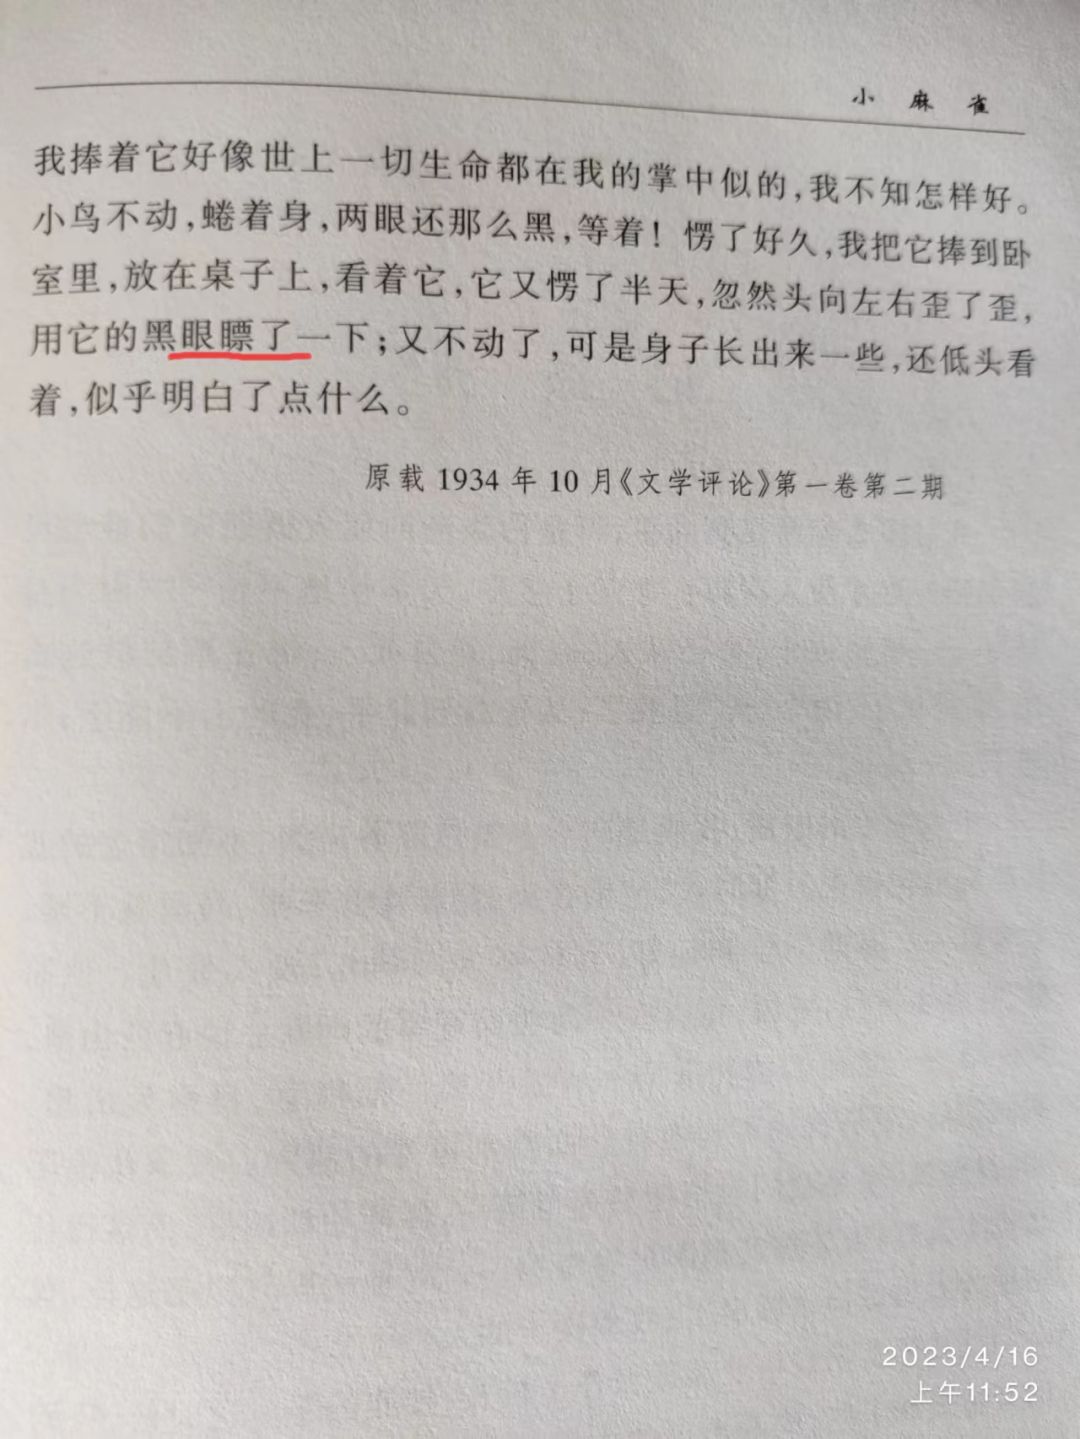 小麻雀
我捧着它好像世上一切生命都在我的掌中似的，我不知怎样好。
小鸟不动，蜷着身，两眼还那么黑，等着！愣了好久，我把它捧到卧
室里，放在桌子上，看着它，它又愣了半天，忽然头向左右歪了歪，
用它的黑眼瞟了一下；又不动了，可是身子长出来一些，还低头看
着，似乎明白了点什么。
原载1934年10月《文学评论》第一卷第二期
2023/4/16
上午11:52